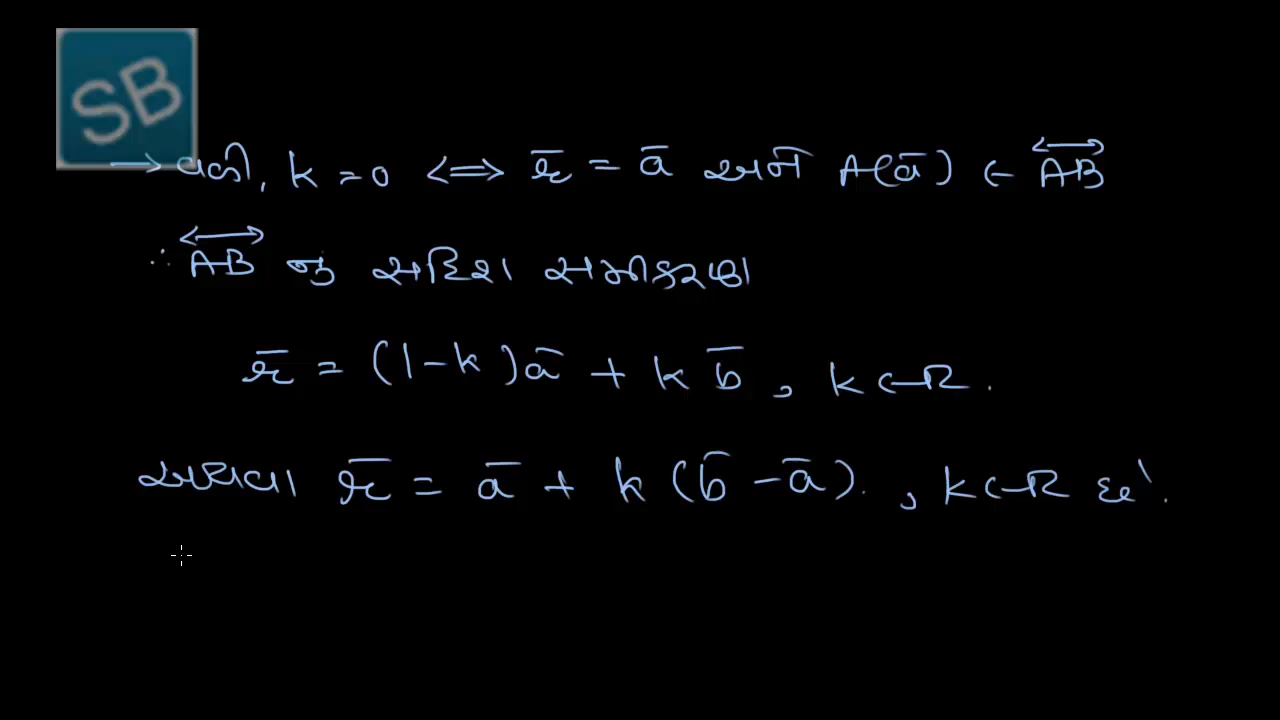 SB
→ વળી, k = 0 ⟺ r̄ = ā અને A(ā) ∈ AB↔
∴ AB↔ નું સદિશ સમીકરણ
r̄ = (1-k)ā + k b̄, k ∈ R.
અથવા r̄ = ā + k (b̄ - ā)., k ∈ R છે.